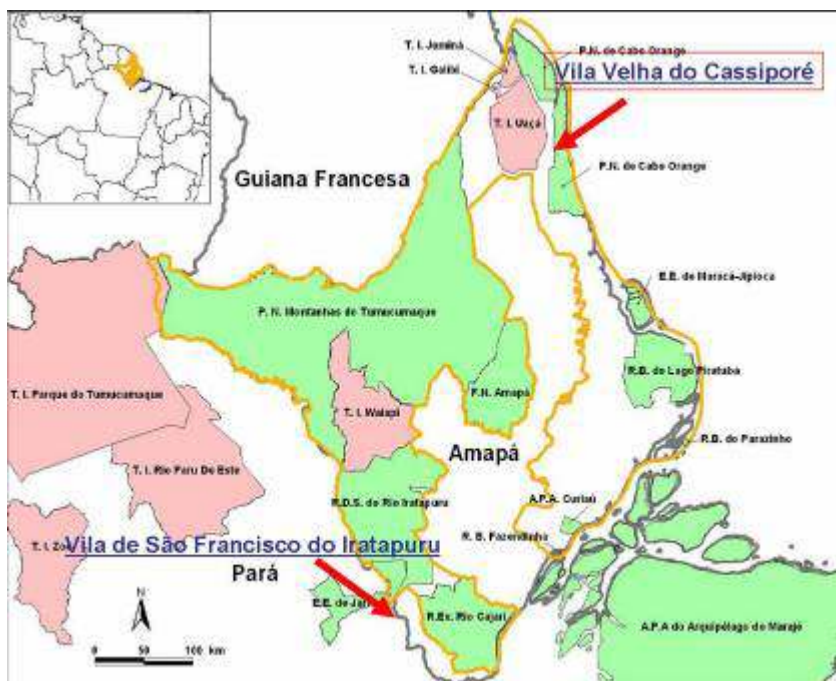 T. I. Jominá
P.N. de Cabo Orange
T. I. Galibi
Vila Velha do Cassiporé
T. I. Uaçá
Guiana Francesa
P.N. de Cabo Orange
E.E. de Maracá-Jipioca
P. N. Montanhas do Tumucumaque
R.B. do Lago Piratuba
T. I. Parque do Tumucumaque
F.N. Amapá
T. I. Waiapi
Amapá
R.B. do Parazinho
T. I. Rio Paru De Este
A.P.A. Curiaú
R.D.S. do Rio Iratapuru
R. B. Fazendinha
T. I. Zoé
Vila de São Francisco do Iratapuru
Pará
N
E.E. de Jari
R.Ex. Rio Cajari
A.P.A do Arquipélago do Marajó
0 50 100 km